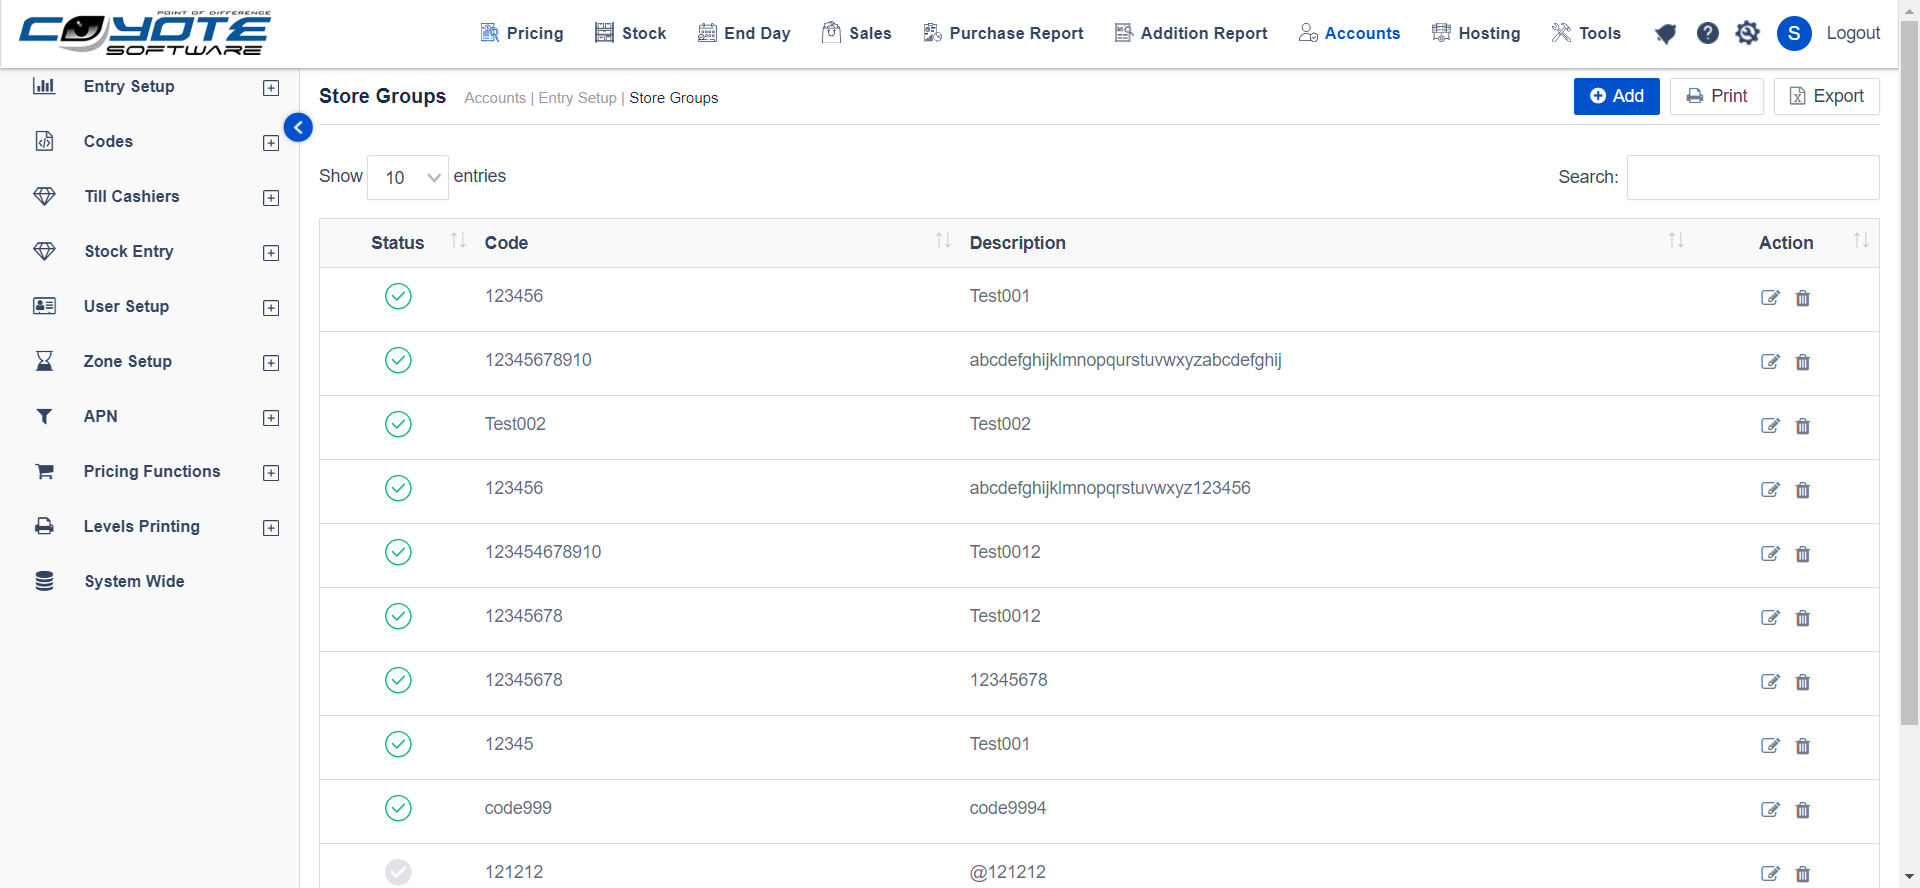 POINT OF DIFFERENCE
COYOTE
SOFTWARE
Pricing
Stock
End Day
Sales
Purchase Report
Addition Report
Accounts
Hosting
Tools
S
Logout
Entry Setup
Codes
Till Cashiers
Stock Entry
User Setup
Zone Setup
APN
Pricing Functions
Levels Printing
System Wide
Store Groups
Accounts | Entry Setup | Store Groups
Add
Print
Export
Show 10 entries
Search:
Status Code Description Action
123456 Test001
12345678910 abcdefghijklmnopqurstuvwxyzabcdefghij
Test002 Test002
123456 abcdefghijklmnopqrstuvwxyz123456
123454678910 Test0012
12345678 Test0012
12345678 12345678
12345 Test001
code999 code9994
121212 @121212